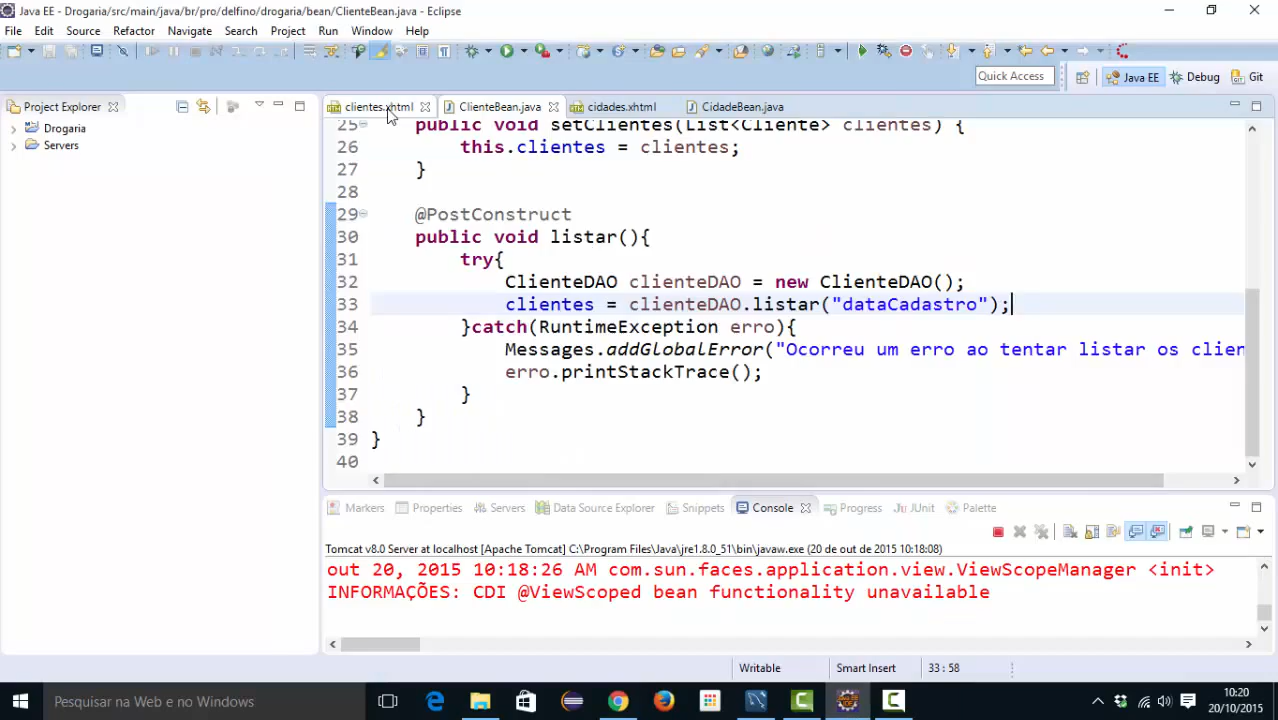 Java EE - Drogaria/src/main/java/br/pro/delfino/drogaria/bean/ClienteBean.java - Eclipse
File Edit Source Refactor Navigate Search Project Run Window Help
Quick Access Java EE Debug Git
Project Explorer
Drogaria
Servers
clientes.xhtml ClienteBean.java cidades.xhtml CidadeBean.java
25 public void setClientes(List<Cliente> clientes) {
26 this.clientes = clientes;
27 }
28
29 @PostConstruct
30 public void listar(){
31 try{
32 ClienteDAO clienteDAO = new ClienteDAO();
33 clientes = clienteDAO.listar("dataCadastro");
34 }catch(RuntimeException erro){
35 Messages.addGlobalError("Ocorreu um erro ao tentar listar os clien
36 erro.printStackTrace();
37 }
38 }
39 }
40
Markers Properties Servers Data Source Explorer Snippets Console Progress JUnit Palette
Tomcat v8.0 Server at localhost [Apache Tomcat] C:\Program Files\Java\jre1.8.0_51\bin\javaw.exe (20 de out de 2015 10:18:08)
out 20, 2015 10:18:26 AM com.sun.faces.application.view.ViewScopeManager <init>
INFORMAÇÕES: CDI @ViewScoped bean functionality unavailable
Writable Smart Insert 33 : 58
Pesquisar na Web e no Windows
10:20
20/10/2015